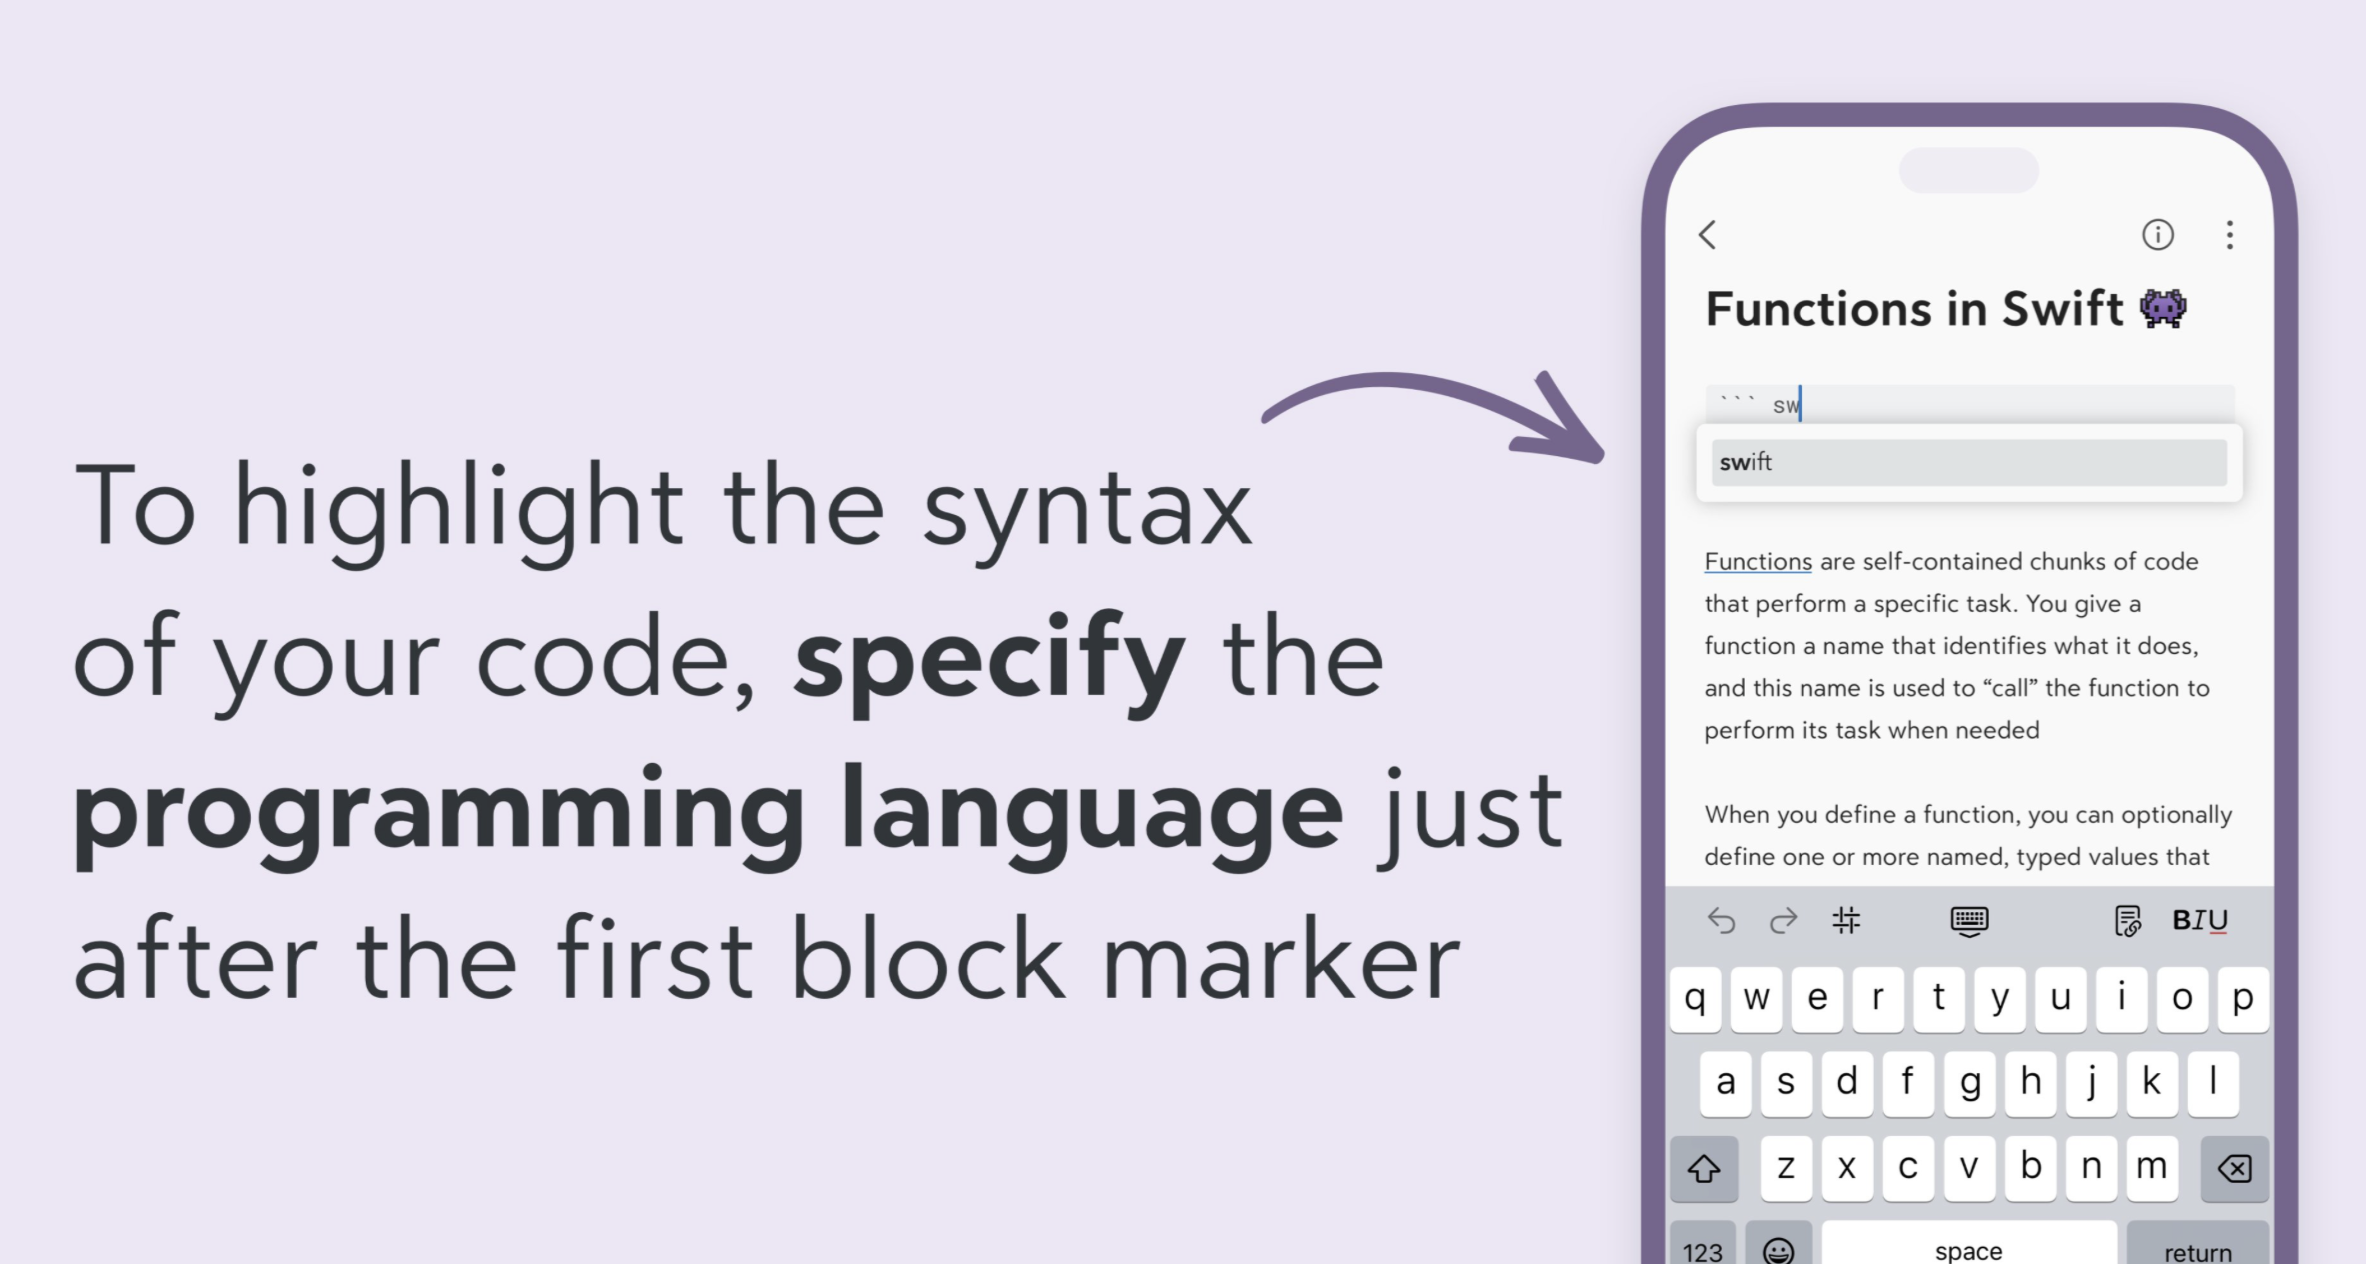 To highlight the syntax
of your code, specify the
programming language just
after the first block marker
Functions in Swift 👾
``` sw
swift
Functions are self-contained chunks of code
that perform a specific task. You give a
function a name that identifies what it does,
and this name is used to “call” the function to
perform its task when needed
When you define a function, you can optionally
define one or more named, typed values that
BIU
q w e r t y u i o p
a s d f g h j k l
z x c v b n m
123 space return